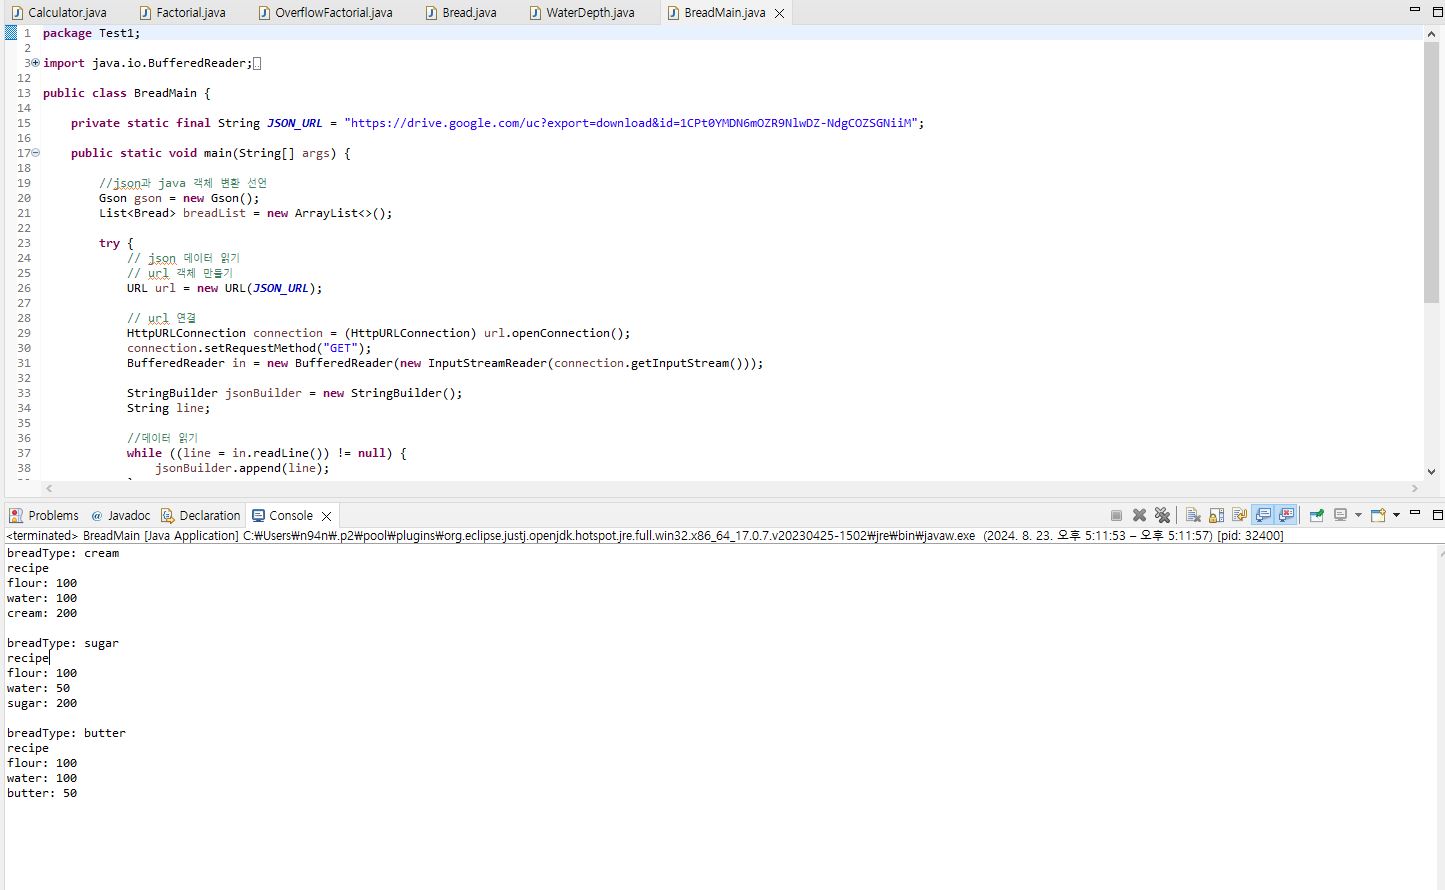 Calculator.java Factorial.java OverflowFactorial.java Bread.java WaterDepth.java BreadMain.java
1 package Test1;
2
3 import java.io.BufferedReader;
12
13 public class BreadMain {
14
15 private static final String JSON_URL = "https://drive.google.com/uc?export=download&id=1CPt0YMDN6mOZR9NlwDZ-NdgCOZSGNiiM";
16
17 public static void main(String[] args) {
18
19 //json과 java 객체 변환 선언
20 Gson gson = new Gson();
21 List<Bread> breadList = new ArrayList<>();
22
23 try {
24 // json 데이터 읽기
25 // url 객체 만들기
26 URL url = new URL(JSON_URL);
27
28 // url 연결
29 HttpURLConnection connection = (HttpURLConnection) url.openConnection();
30 connection.setRequestMethod("GET");
31 BufferedReader in = new BufferedReader(new InputStreamReader(connection.getInputStream()));
32
33 StringBuilder jsonBuilder = new StringBuilder();
34 String line;
35
36 //데이터 읽기
37 while ((line = in.readLine()) != null) {
38 jsonBuilder.append(line);
Problems Javadoc Declaration Console
<terminated> BreadMain [Java Application] C:₩Users₩n94n₩.p2₩pool₩plugins₩org.eclipse.justj.openjdk.hotspot.jre.full.win32.x86_64_17.0.7.v20230425-1502₩jre₩bin₩javaw.exe (2024. 8. 23. 오후 5:11:53 – 오후 5:11:57) [pid: 32400]
breadType: cream
recipe
flour: 100
water: 100
cream: 200
breadType: sugar
recipe
flour: 100
water: 50
sugar: 200
breadType: butter
recipe
flour: 100
water: 100
butter: 50